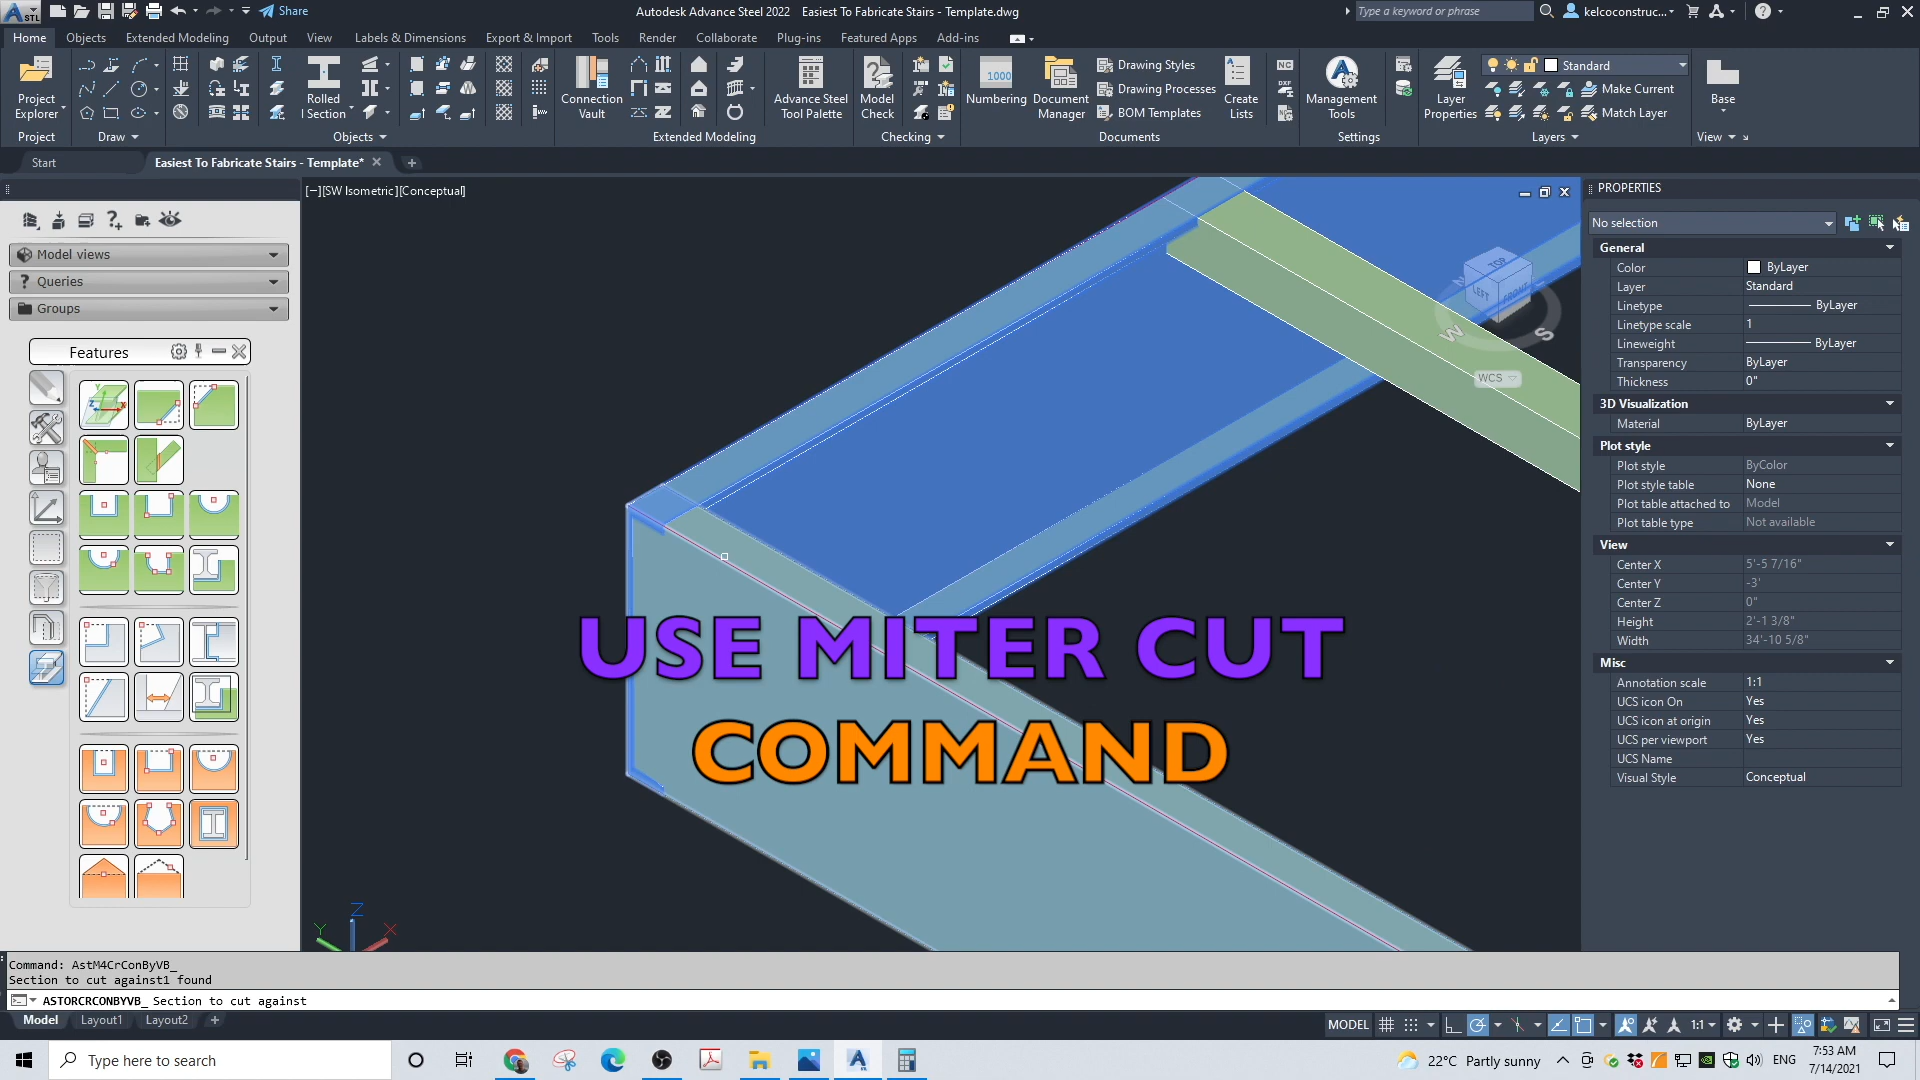 STL
Share
Autodesk Advance Steel 2022 Easiest To Fabricate Stairs - Template.dwg
Type a keyword or phrase
kelcoconstruc...
Home
Objects
Extended Modeling
Output
View
Labels & Dimensions
Export & Import
Tools
Render
Collaborate
Plug-ins
Featured Apps
Add-ins
Project Explorer
Rolled I Section
Connection Vault
Advance Steel Tool Palette
Model Check
1000
Numbering
Document Manager
Drawing Styles
Drawing Processes
BOM Templates
Create Lists
NC
DXF
Management Tools
Layer Properties
Standard
Make Current
Match Layer
Base
Project
Draw
Objects
Extended Modeling
Checking
Documents
Settings
Layers
View
Start
Easiest To Fabricate Stairs - Template*
[−][SW Isometric][Conceptual]
Model views
Queries
Groups
Features
TOP
LEFT
FRONT
W
S
WCS
USE MITER CUT
COMMAND
Z
Y
X
PROPERTIES
No selection
General
Color ByLayer
Layer Standard
Linetype ByLayer
Linetype scale 1
Lineweight ByLayer
Transparency ByLayer
Thickness 0"
3D Visualization
Material ByLayer
Plot style
Plot style ByColor
Plot style table None
Plot table attached to Model
Plot table type Not available
View
Center X 5'-5 7/16"
Center Y -3'
Center Z 0"
Height 2'-1 3/8"
Width 34'-10 5/8"
Misc
Annotation scale 1:1
UCS icon On Yes
UCS icon at origin Yes
UCS per viewport Yes
UCS Name
Visual Style Conceptual
Command: AstM4CrConByVB_
Section to cut against1 found
ASTORCRCONBYVB_ Section to cut against
Model
Layout1
Layout2
MODEL
1:1
Type here to search
22°C Partly sunny
ENG
7:53 AM
7/14/2021